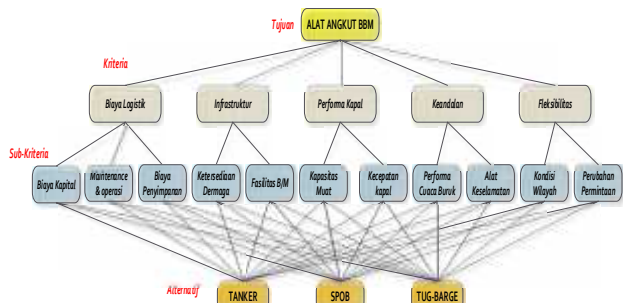 Tujuan
ALAT ANGKUT BBM
Kriteria
Biaya Logistik
Infrastruktur
Performa Kapal
Keandalan
Fleksibilitas
Sub-Kriteria
Biaya Kapital
Maintenance
& operasi
Biaya
Penyimpanan
Ketersediaan
Dermaga
Fasilitas B/M
Kapasitas
Muat
Kecepatan
kapal
Performa
Cuaca Buruk
Alat
Keselamatan
Kondisi
Wilayah
Perubahan
Permintaan
Alternatif
TANKER
SPOB
TUG-BARGE